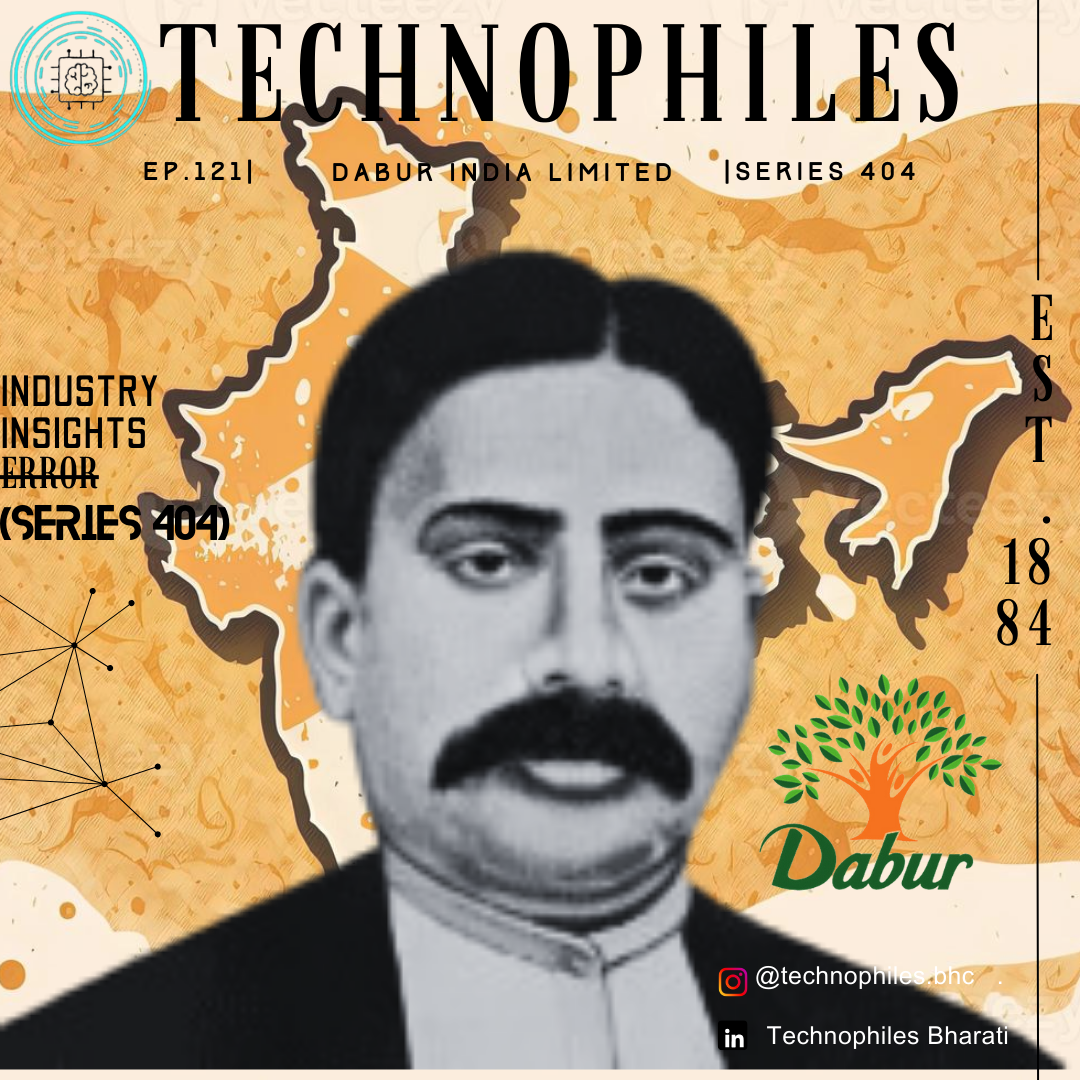 TECHNOPHILES
EP.121| DABUR INDIA LIMITED |SERIES 404
INDUSTRY
INSIGHTS
ERROR
(SERIES 404)
EST.
18
84
Dabur
@technophiles.bhc .
Technophiles Bharati